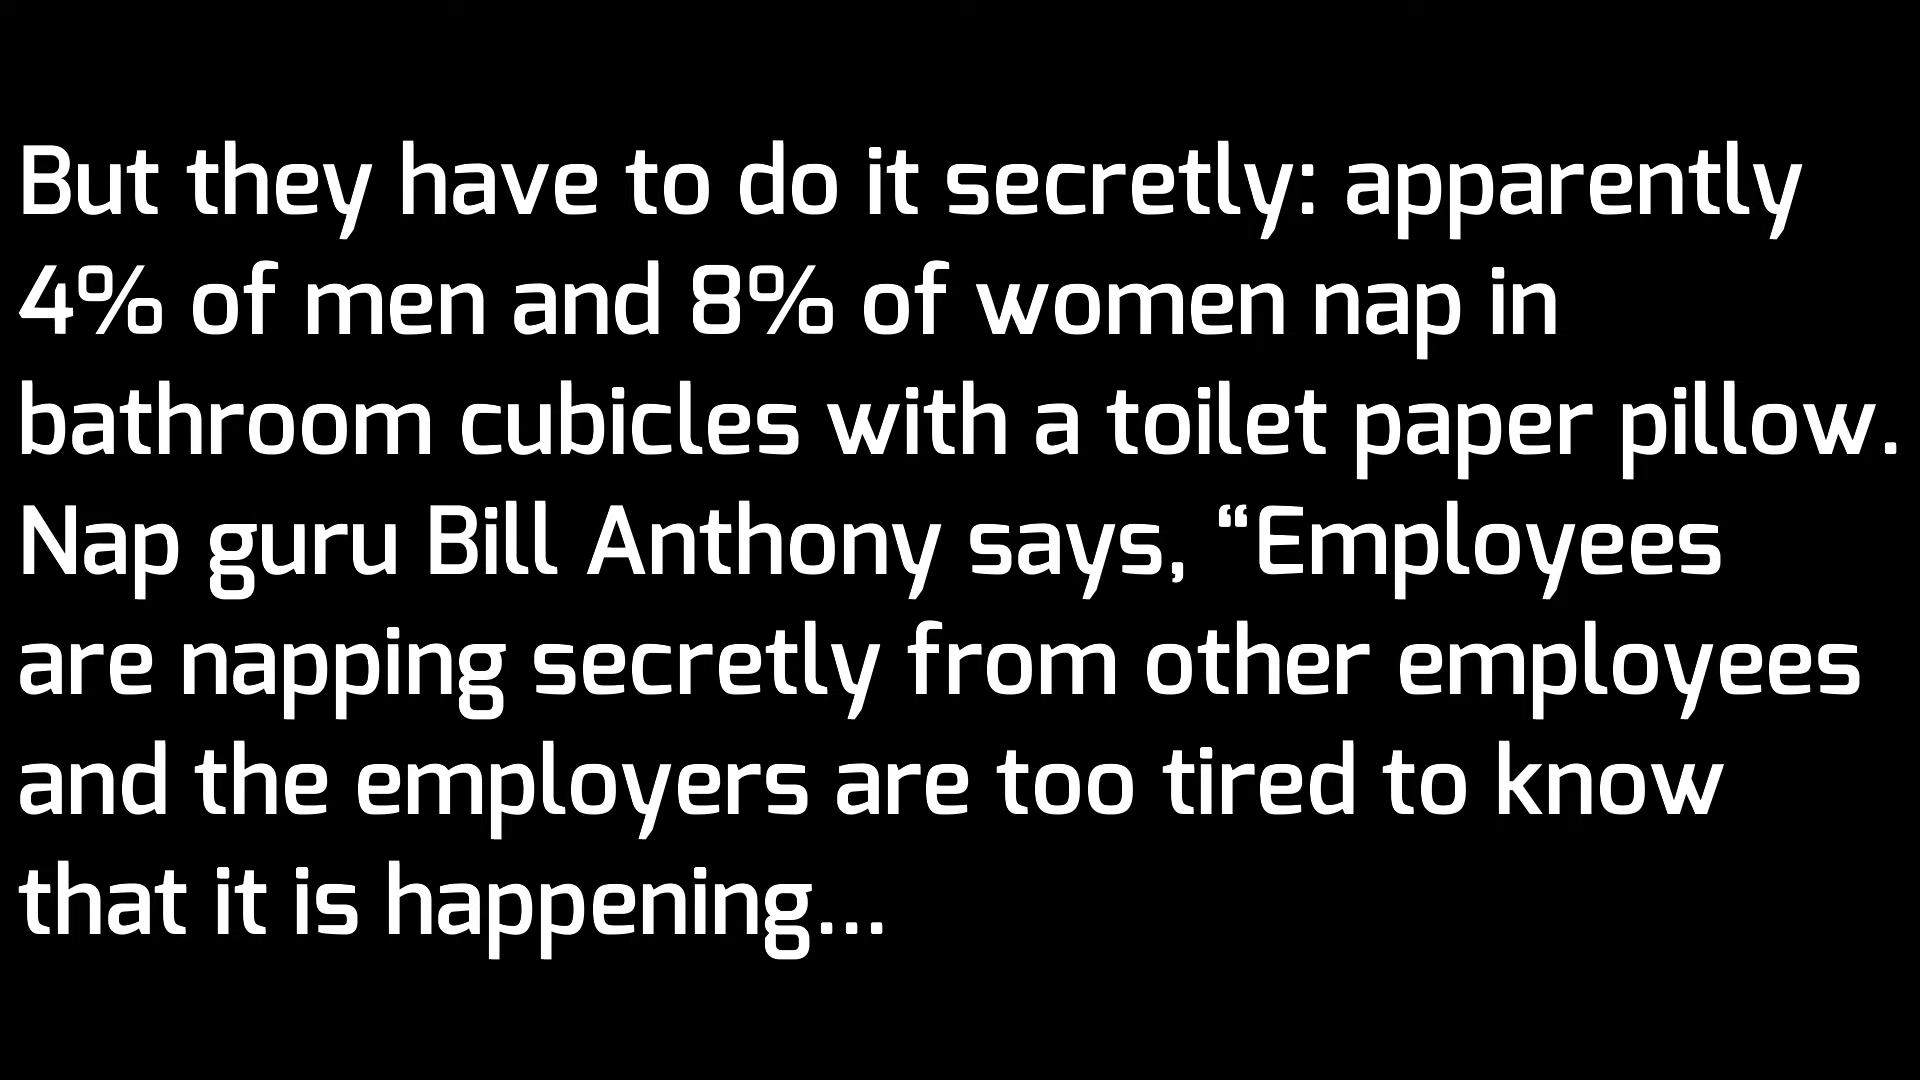 But they have to do it secretly: apparently
4% of men and 8% of women nap in
bathroom cubicles with a toilet paper pillow.
Nap guru Bill Anthony says, “Employees
are napping secretly from other employees
and the employers are too tired to know
that it is happening...